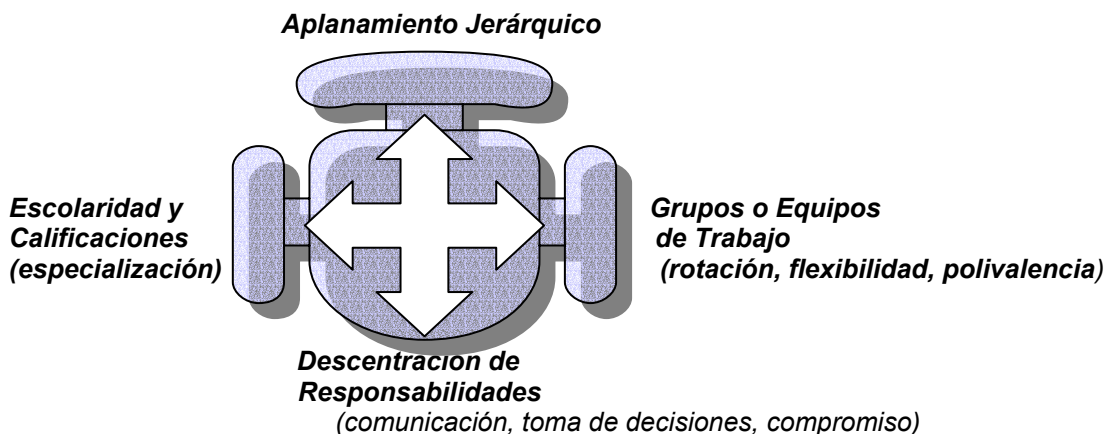 Aplanamiento Jerárquico
Escolaridad y
Calificaciones
(especialización)
Grupos o Equipos
de Trabajo
(rotación, flexibilidad, polivalencia)
Descentración de
Responsabilidades
(comunicación, toma de decisiones, compromiso)